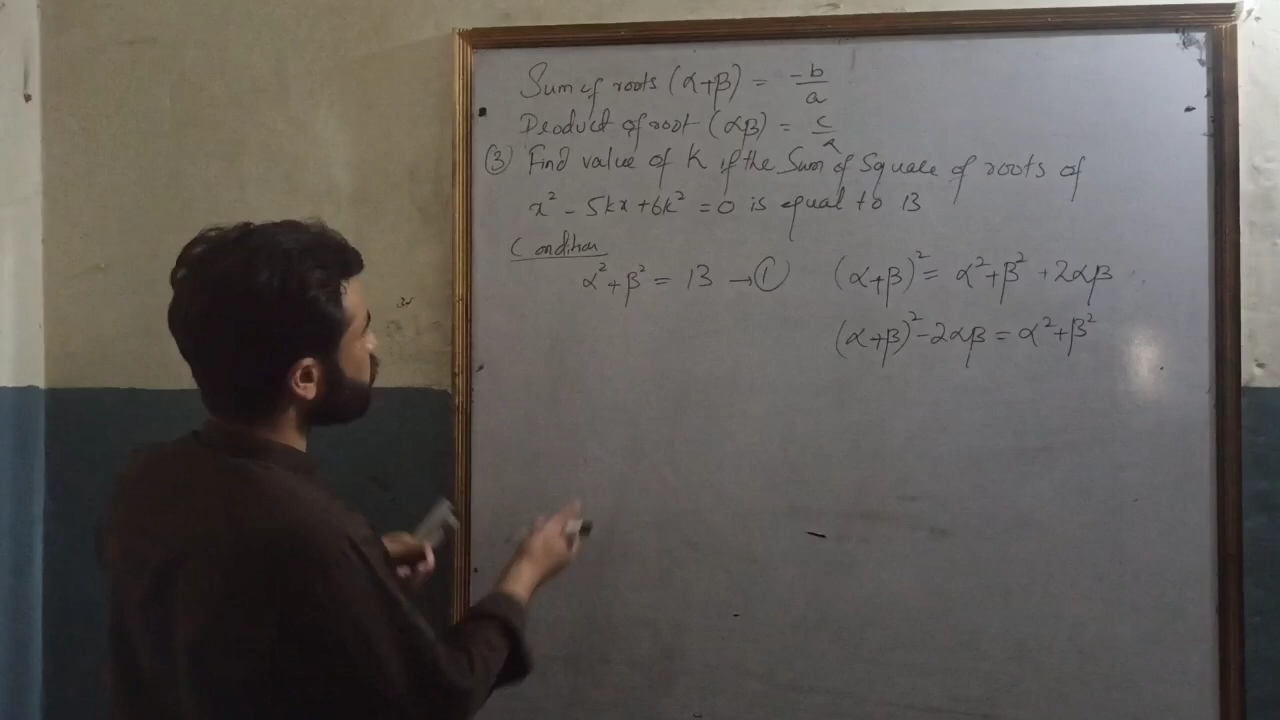 Sum of roots (α+β) = -b/a
Product of root (αβ) = c/a
(3) Find value of K if the Sum of Square of roots of
x² - 5kx + 6k² = 0 is equal to 13
Condition
α² + β² = 13 → (1)
(α+β)² = α² + β² + 2αβ
(α+β)² - 2αβ = α² + β²